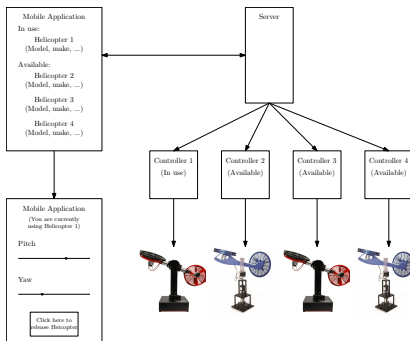 Mobile Application
In use:
Helicopter 1
(Model, make, ...)
Available:
Helicopter 2
(Model, make, ...)
Helicopter 3
(Model, make, ...)
Helicopter 4
(Model, make, ...)
Server
Controller 1
(In use)
Controller 2
(Available)
Controller 3
(Available)
Controller 4
(Available)
Mobile Application
(You are currently
using Helicopter 1)
Pitch
Yaw
Click here to
release Heicopter